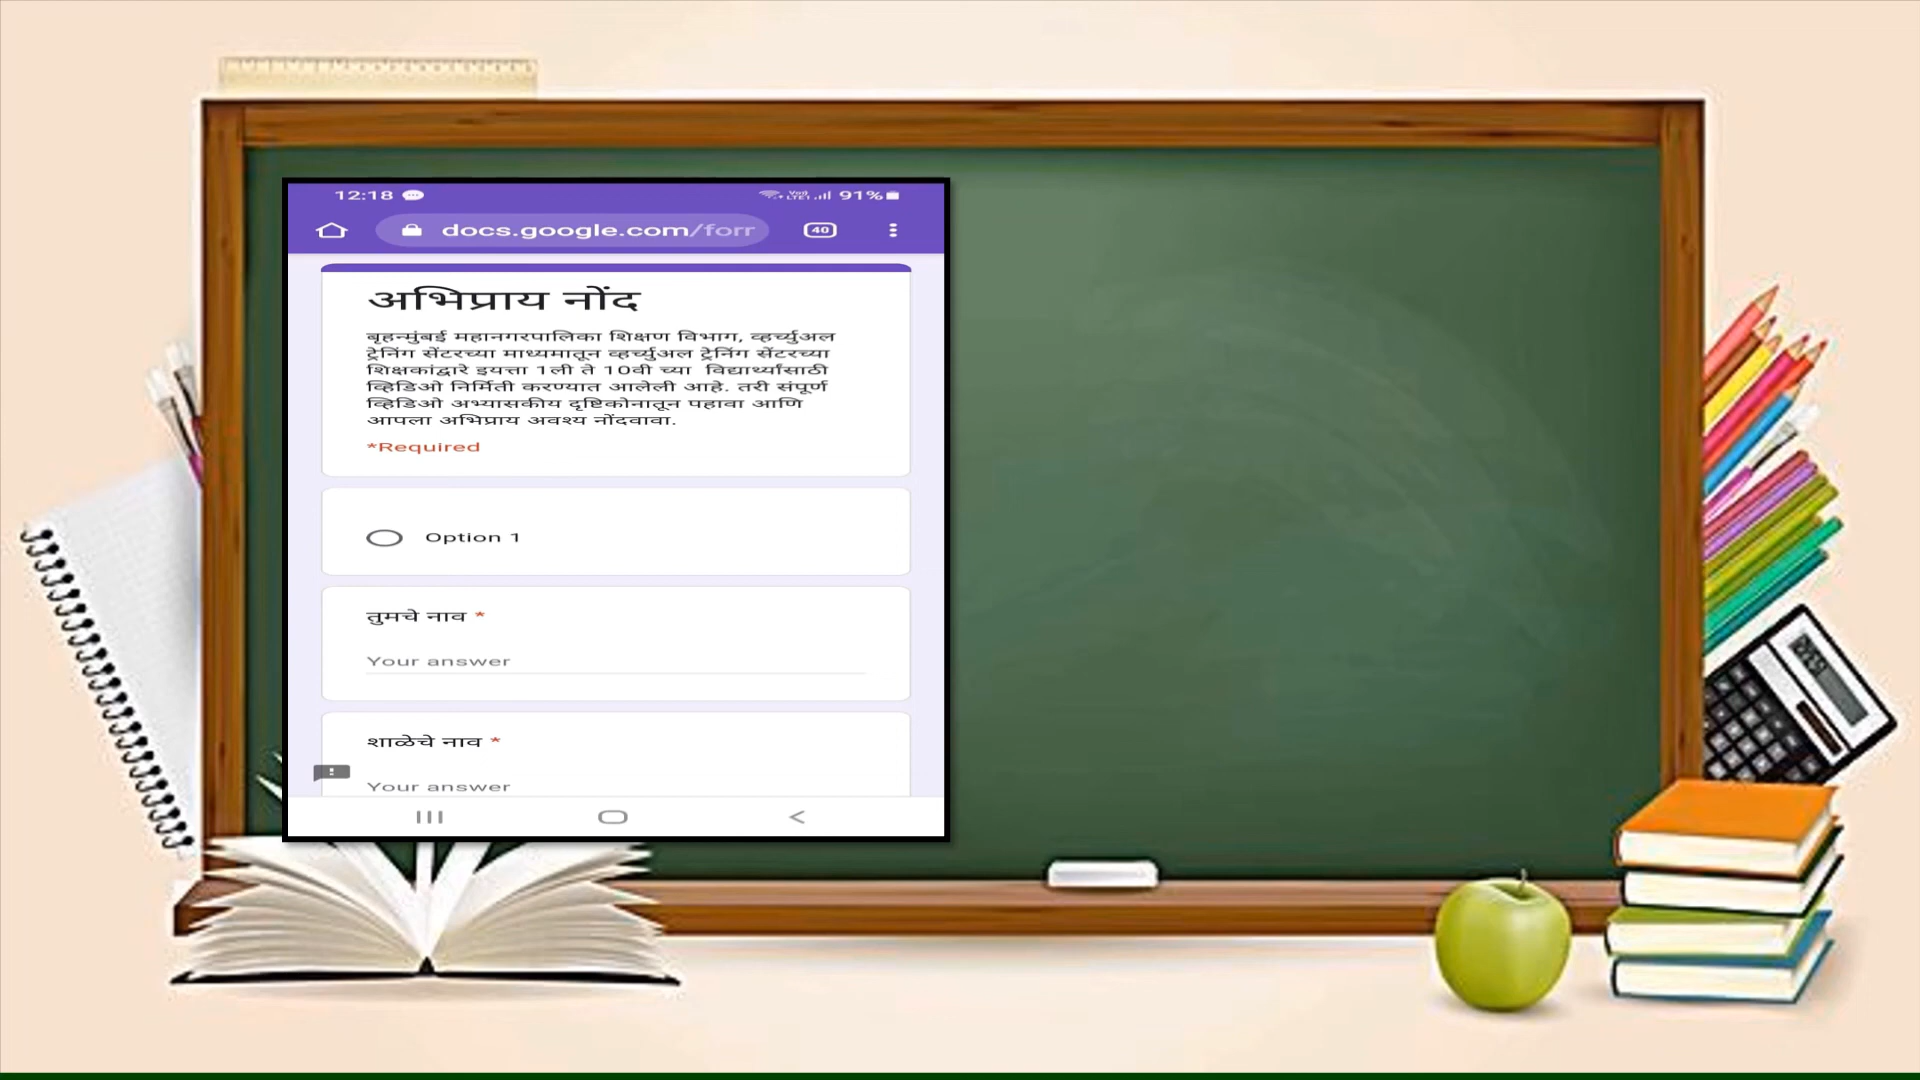 12:18
91%
docs.google.com/forr
40
अभिप्राय नोंद
बृहन्मुंबई महानगरपालिका शिक्षण विभाग, व्हर्च्युअल
ट्रेनिंग सेंटरच्या माध्यमातून व्हर्च्युअल ट्रेनिंग सेंटरच्या
शिक्षकांद्वारे इयत्ता 1ली ते 10वी च्या विद्यार्थ्यांसाठी
व्हिडिओ निर्मिती करण्यात आलेली आहे. तरी संपूर्ण
व्हिडिओ अभ्यासकीय दृष्टिकोनातून पहावा आणि
आपला अभिप्राय अवश्य नोंदवावा.
*Required
Option 1
तुमचे नाव *
Your answer
शाळेचे नाव *
Your answer